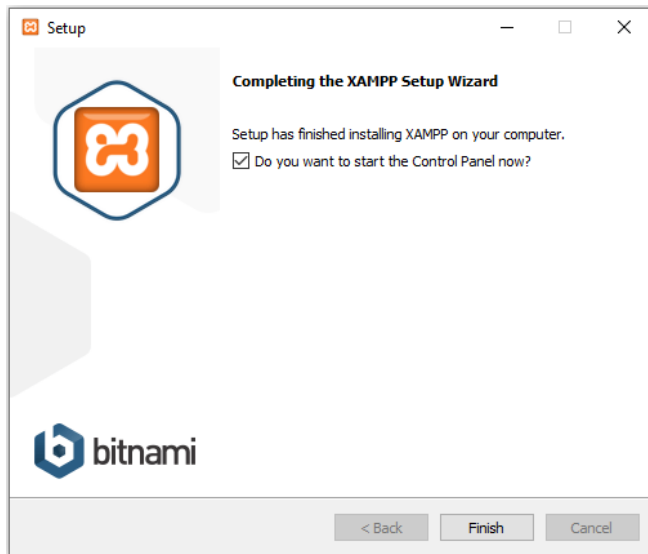 Setup
Completing the XAMPP Setup Wizard
Setup has finished installing XAMPP on your computer.
Do you want to start the Control Panel now?
bitnami
< Back
Finish
Cancel